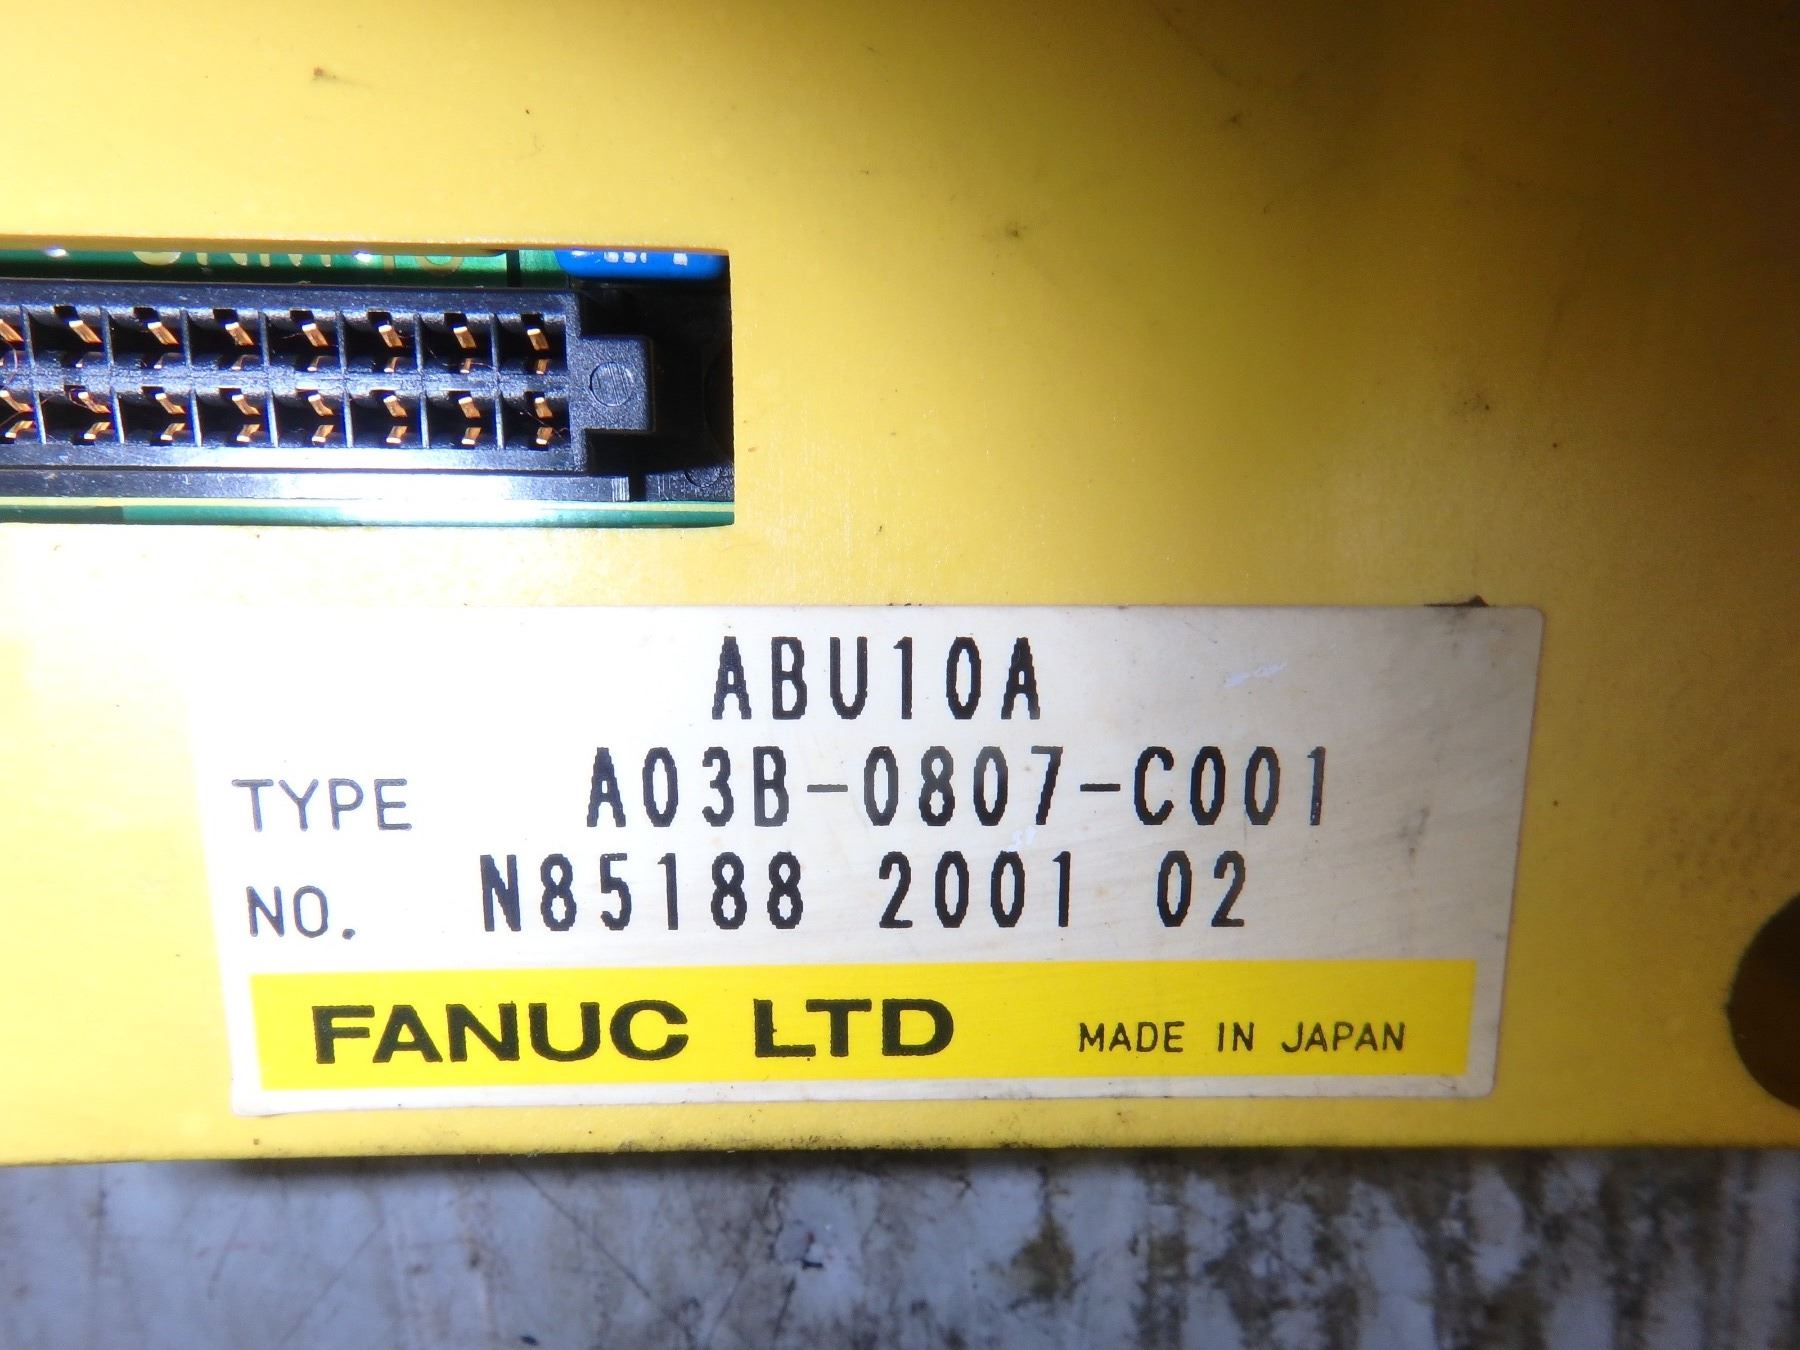 ABU10A
TYPE A03B-0807-C001
NO. N85188 2001 02
FANUC LTD MADE IN JAPAN